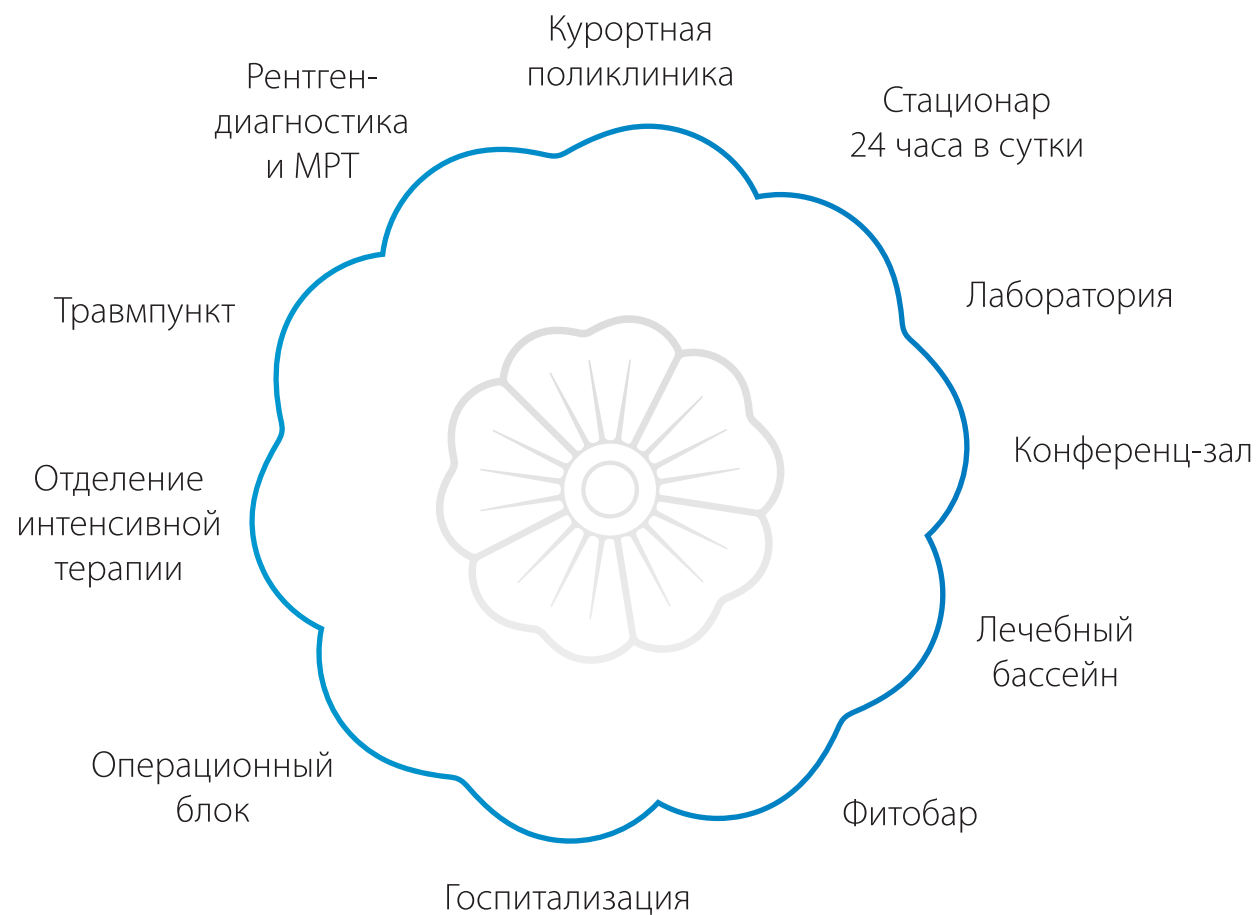 Курортная
поликлиника
Стационар
24 часа в сутки
Лаборатория
Конференц-зал
Лечебный
бассейн
Фитобар
Госпитализация
Операционный
блок
Отделение
интенсивной
терапии
Травмпункт
Рентген-
диагностика
и МРТ